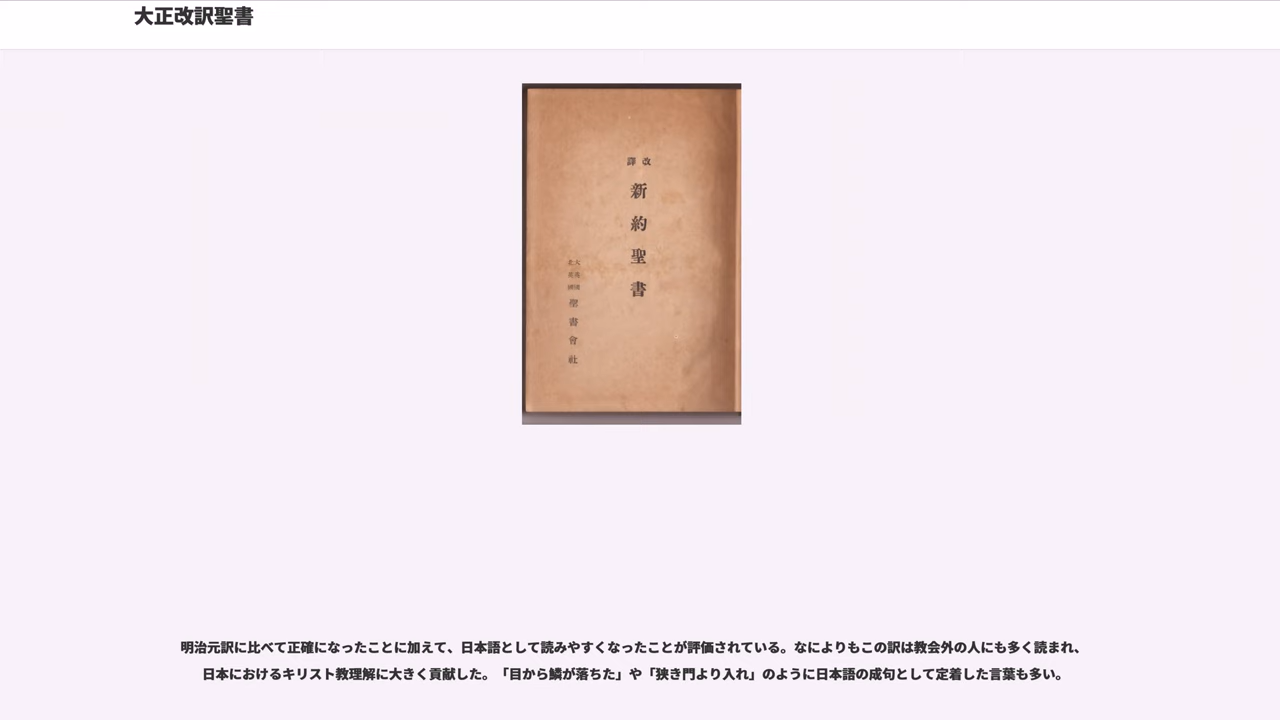 大正改訳聖書
改譯
新約聖書
聖書會社
明治元訳に比べて正確になったことに加えて、日本語として読みやすくなったことが評価されている。なによりもこの訳は教会外の人にも多く読まれ、
日本におけるキリスト教理解に大きく貢献した。「目から鱗が落ちた」や「狭き門より入れ」のように日本語の成句として定着した言葉も多い。